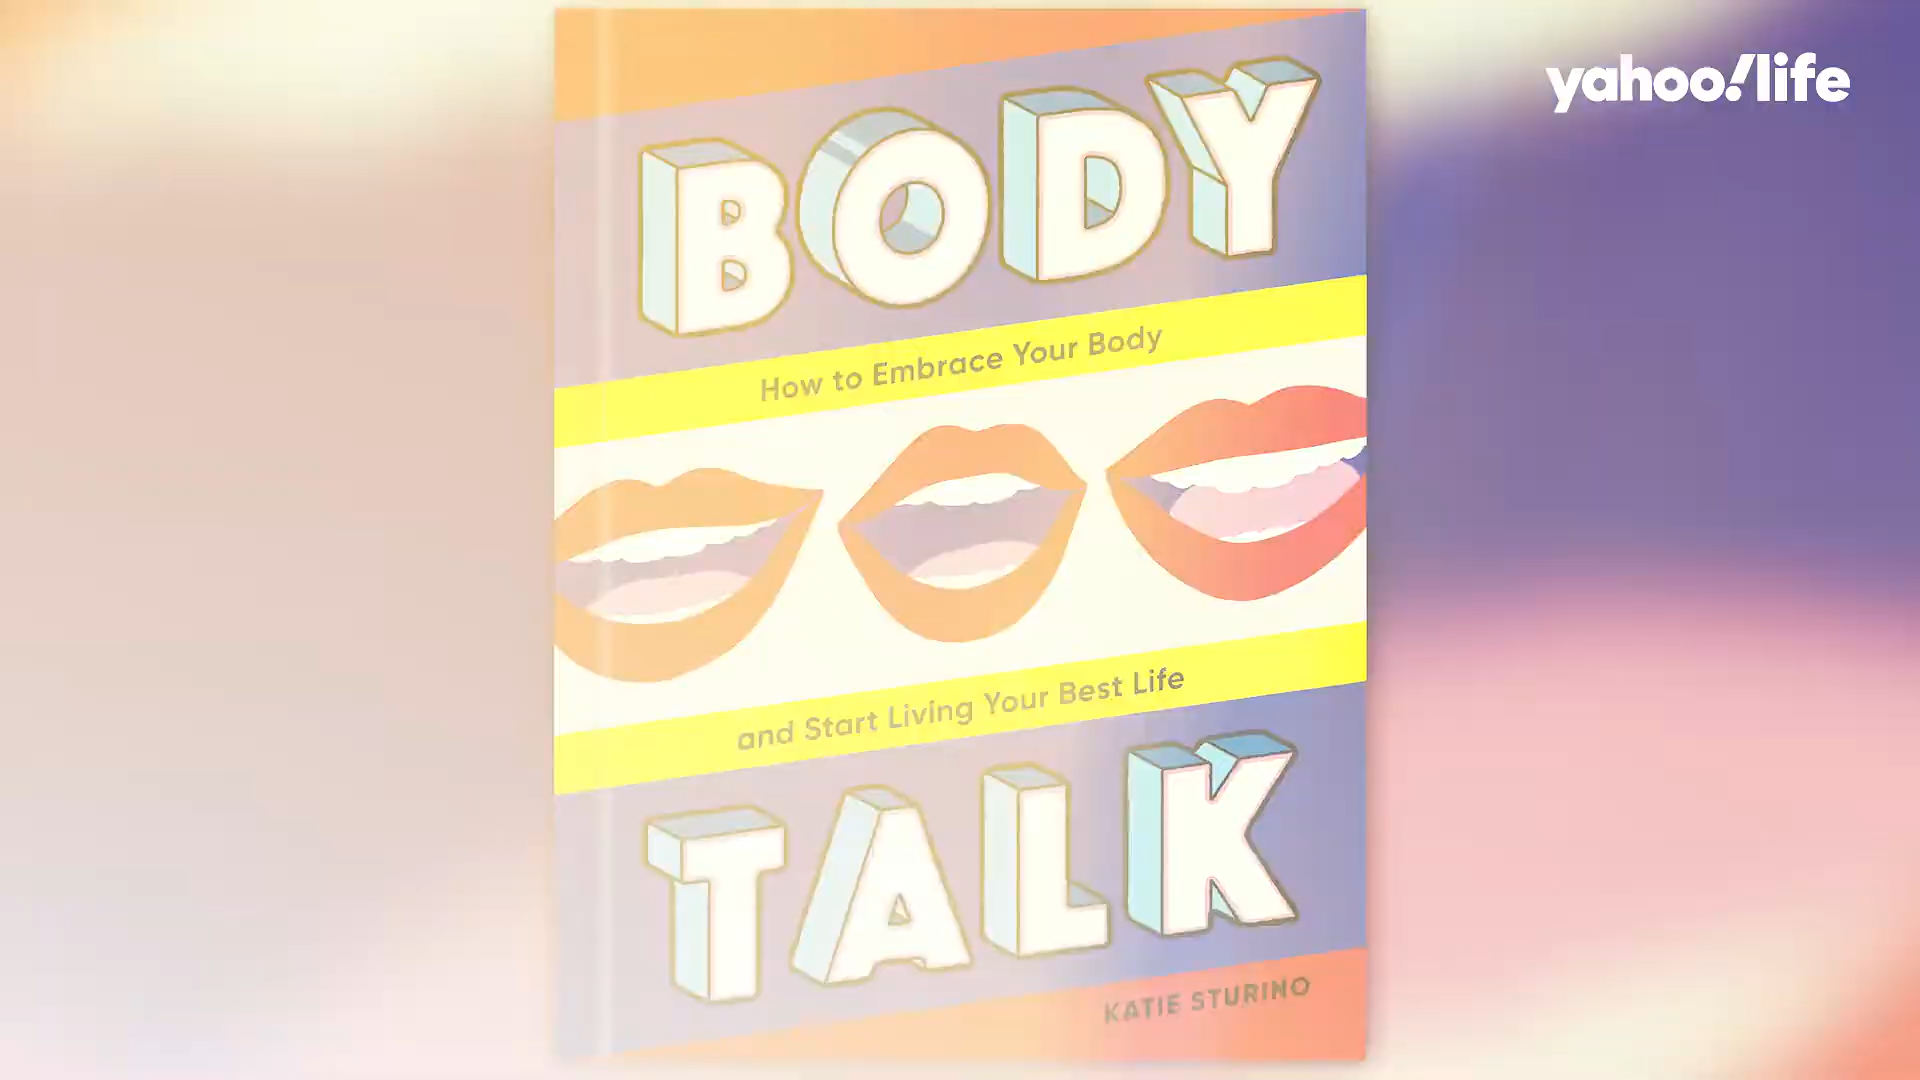 yahoo!life
BODY
How to Embrace Your Body
and Start Living Your Best Life
TALK
KATIE STURINO